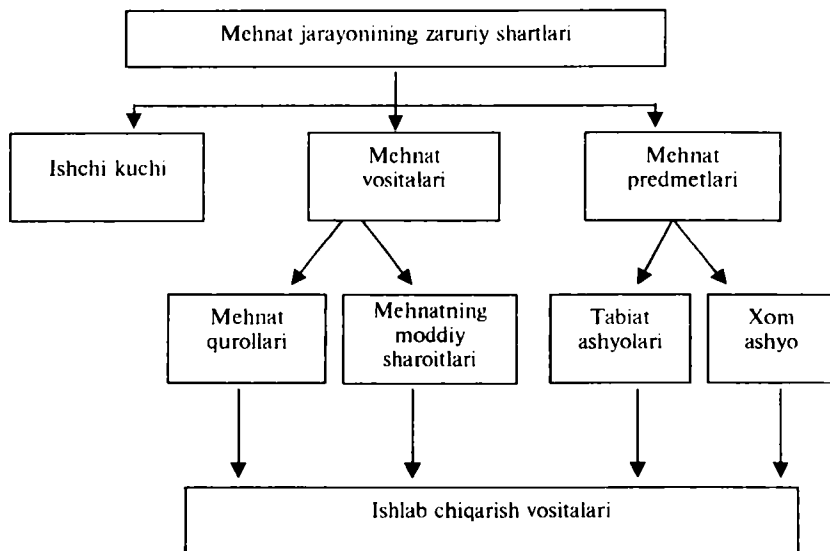 Mehnat jarayonining zaruriy shartlari
Ishchi kuchi
Mehnat
vositalari
Mehnat
predmetlari
Mehnat
qurollari
Mehnatning
moddiy
sharoitlari
Tabiat
ashyolari
Xom
ashyo
Ishlab chiqarish vositalari